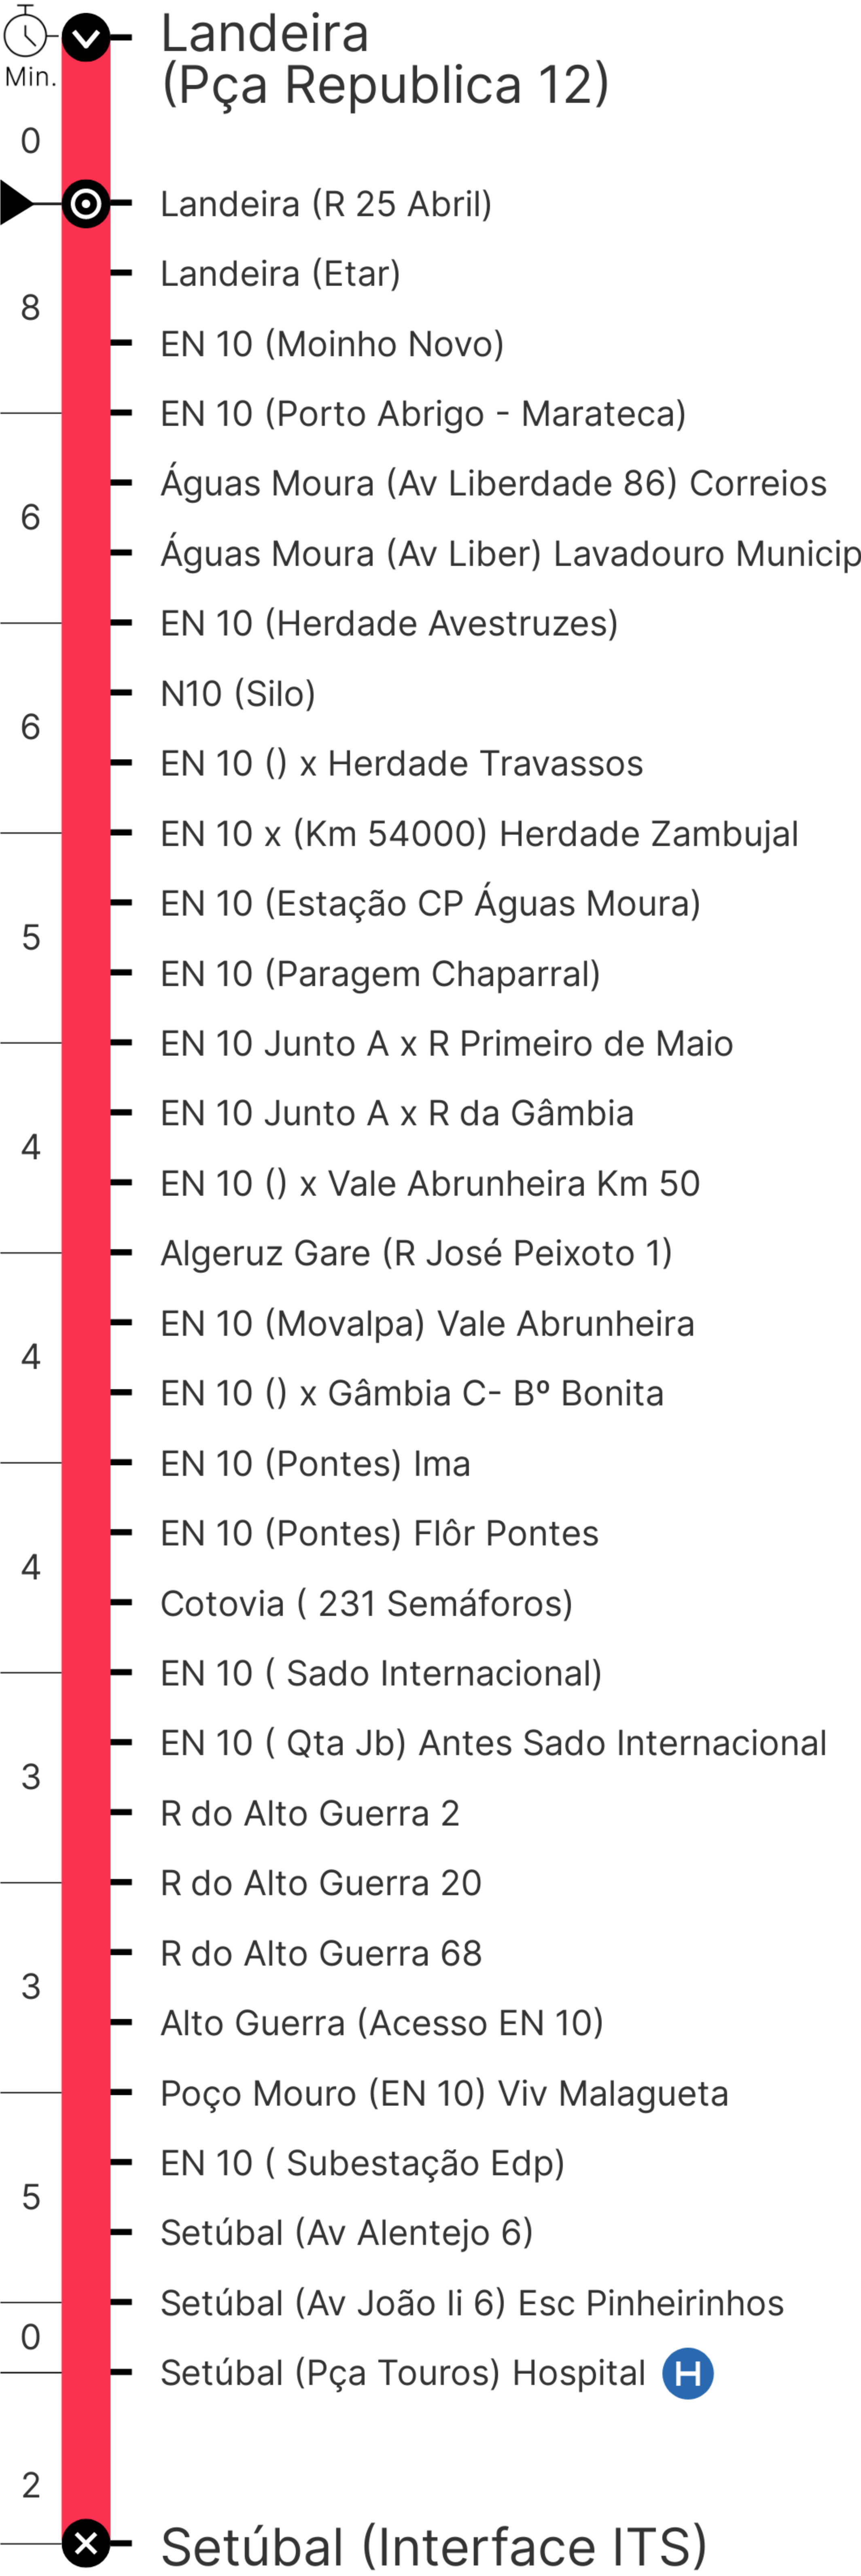 Landeira
(Pça Republica 12)
Min.
0
Landeira (R 25 Abril)
Landeira (Etar)
8
EN 10 (Moinho Novo)
EN 10 (Porto Abrigo - Marateca)
Águas Moura (Av Liberdade 86) Correios
6
Águas Moura (Av Liber) Lavadouro Municip
EN 10 (Herdade Avestruzes)
N10 (Silo)
6
EN 10 () x Herdade Travassos
EN 10 x (Km 54000) Herdade Zambujal
EN 10 (Estação CP Águas Moura)
5
EN 10 (Paragem Chaparral)
EN 10 Junto A x R Primeiro de Maio
EN 10 Junto A x R da Gâmbia
4
EN 10 () x Vale Abrunheira Km 50
Algeruz Gare (R José Peixoto 1)
EN 10 (Movalpa) Vale Abrunheira
4
EN 10 () x Gâmbia C- Bº Bonita
EN 10 (Pontes) Ima
EN 10 (Pontes) Flôr Pontes
4
Cotovia ( 231 Semáforos)
EN 10 ( Sado Internacional)
EN 10 ( Qta Jb) Antes Sado Internacional
3
R do Alto Guerra 2
R do Alto Guerra 20
R do Alto Guerra 68
3
Alto Guerra (Acesso EN 10)
Poço Mouro (EN 10) Viv Malagueta
EN 10 ( Subestação Edp)
5
Setúbal (Av Alentejo 6)
Setúbal (Av João Ii 6) Esc Pinheirinhos
0
Setúbal (Pça Touros) Hospital H
2
Setúbal (Interface ITS)